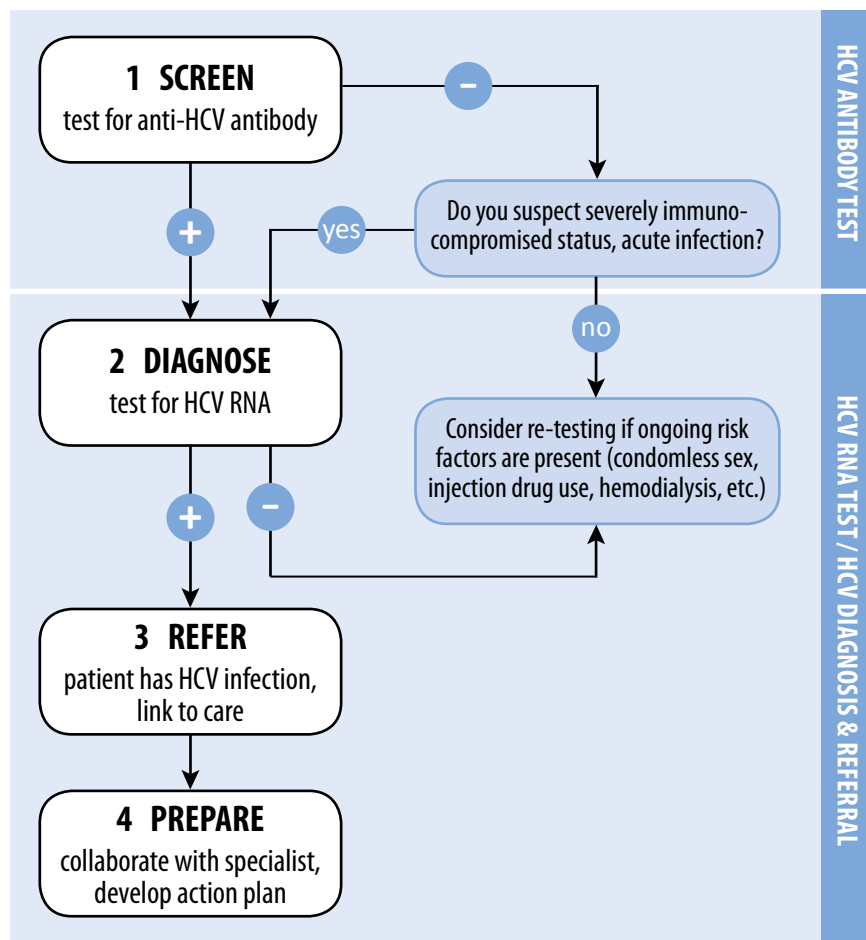 1 SCREEN
test for anti-HCV antibody
–
+
Do you suspect severely immuno-
compromised status, acute infection?
yes
no
HCV ANTIBODY TEST
2 DIAGNOSE
test for HCV RNA
Consider re-testing if ongoing risk
factors are present (condomless sex,
injection drug use, hemodialysis, etc.)
+
–
3 REFER
patient has HCV infection,
link to care
4 PREPARE
collaborate with specialist,
develop action plan
HCV RNA TEST / HCV DIAGNOSIS & REFERRAL